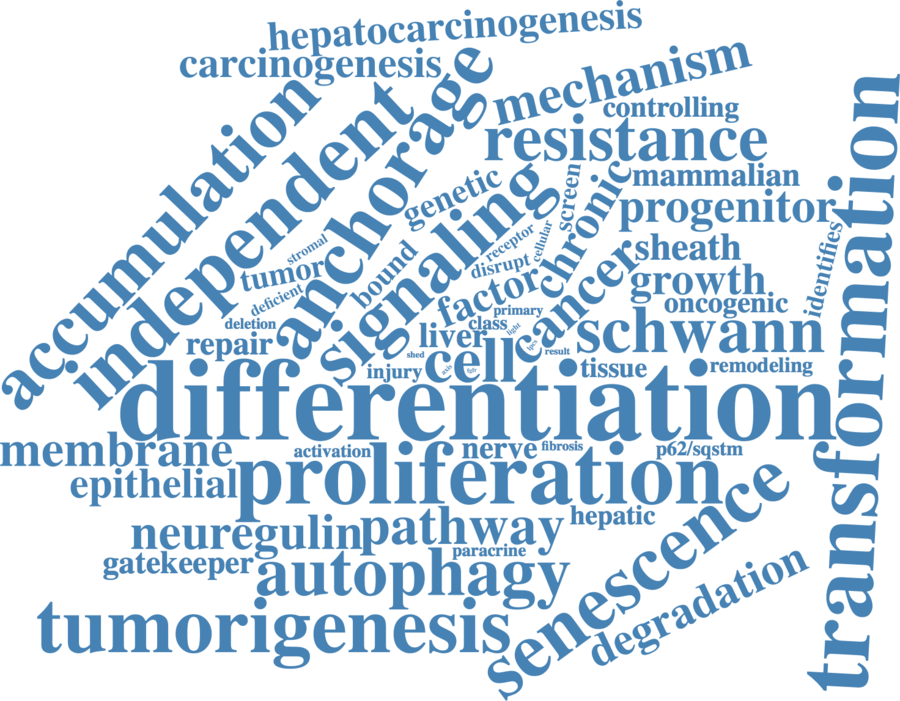 hepatocarcinogenesis
carcinogenesis
mechanism
controlling
accumulation
independent
anchorage
resistance
transformation
genetic
signaling
screen
chronic
mammalian
progenitor
stromal
tumor
bound
receptor
cellular
disrupt
sheath
identifies
deficient
factor
cancer
growth
oncogenic
deletion
primary
class
light
schwann
repair
liver
shed
cell
result
injury
axis
tissue
remodeling
differentiation
membrane
activation
nerve
fibrosis
p62/sqstm
epithelial
proliferation
neuregulin
pathway
hepatic
gatekeeper
paracrine
autophagy
senescence
degradation
tumorigenesis